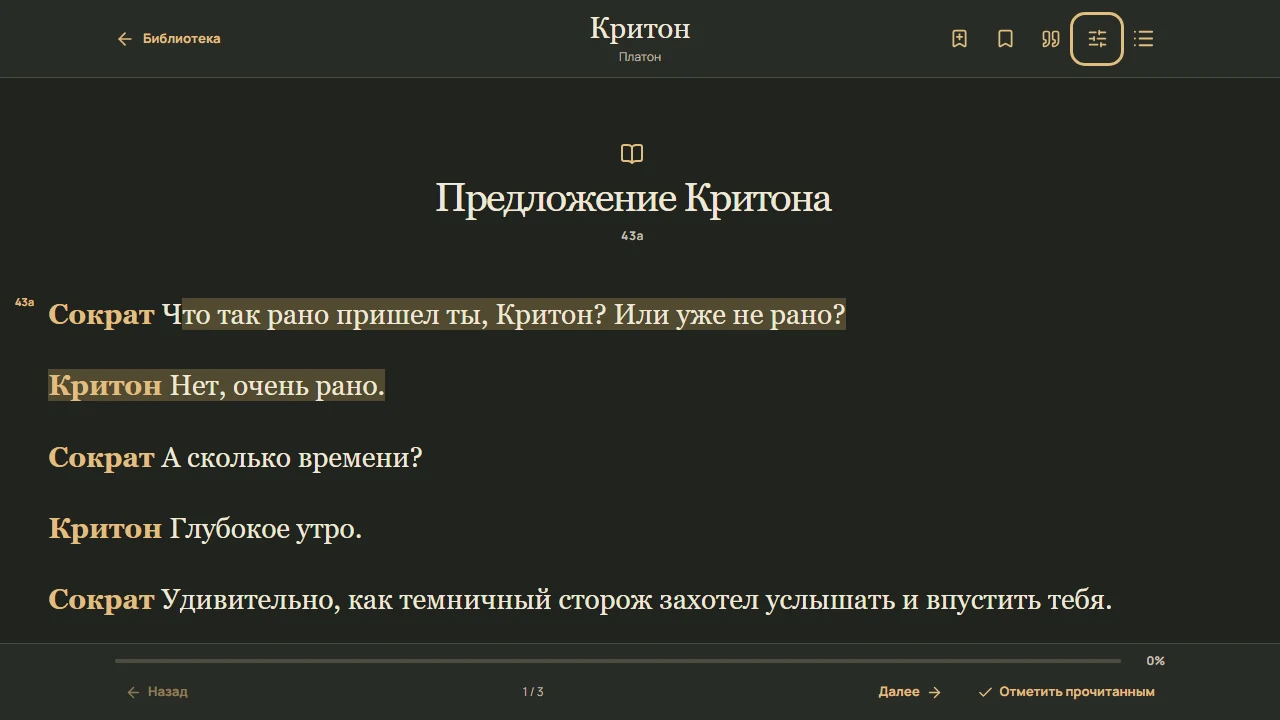 Библиотека
Критон
Платон
Предложение Критона
43a
43a
Сократ Что так рано пришел ты, Критон? Или уже не рано?
Критон Нет, очень рано.
Сократ А сколько времени?
Критон Глубокое утро.
Сократ Удивительно, как темничный сторож захотел услышать и впустить тебя.
0%
Назад
1 / 3
Далее
Отметить прочитанным